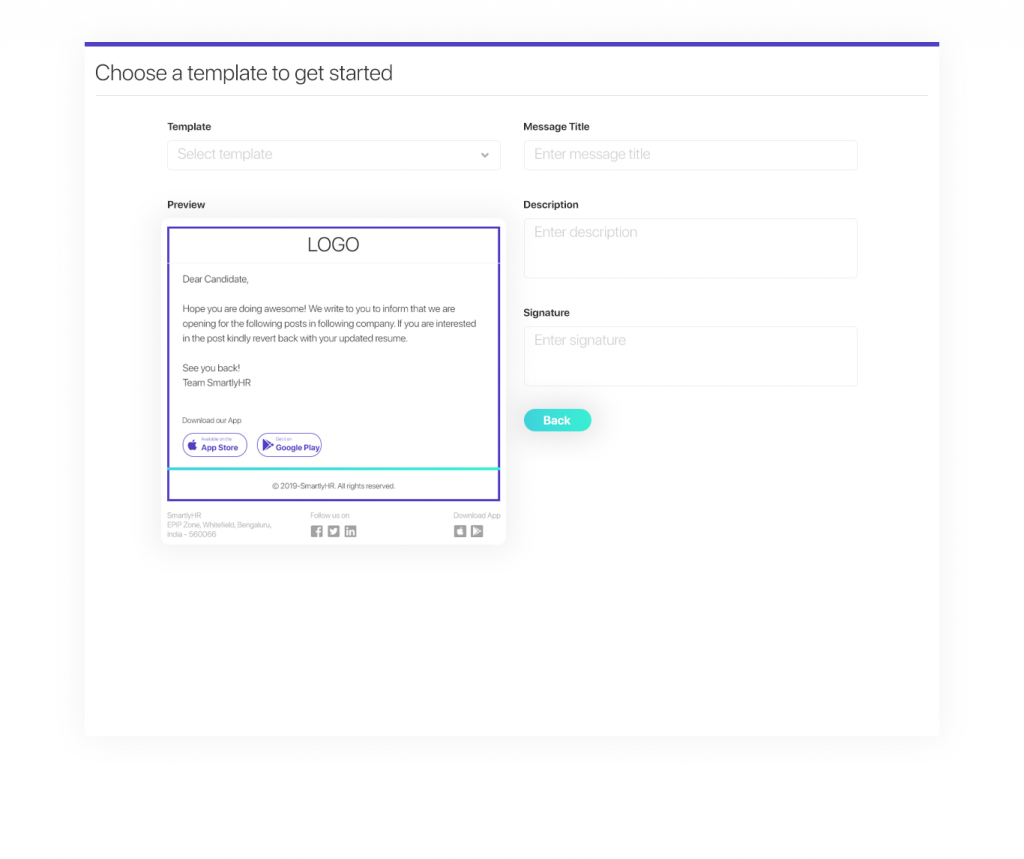 Choose a template to get started
Template
Select template
Message Title
Enter message title
Preview
LOGO
Dear Candidate,
Hope you are doing awesome! We write to you to inform that we are
opening for the following posts in following company. If you are interested
in the post kindly revert back with your updated resume.
See you back!
Team SmartlyHR
Download our App
Available on the
App Store
Get it on
Google Play
© 2019-SmartlyHR. All rights reserved.
SmartlyHR
EPIP Zone, Whitefield, Bengaluru,
India - 560066
Follow us on
Download App
Description
Enter description
Signature
Enter signature
Back